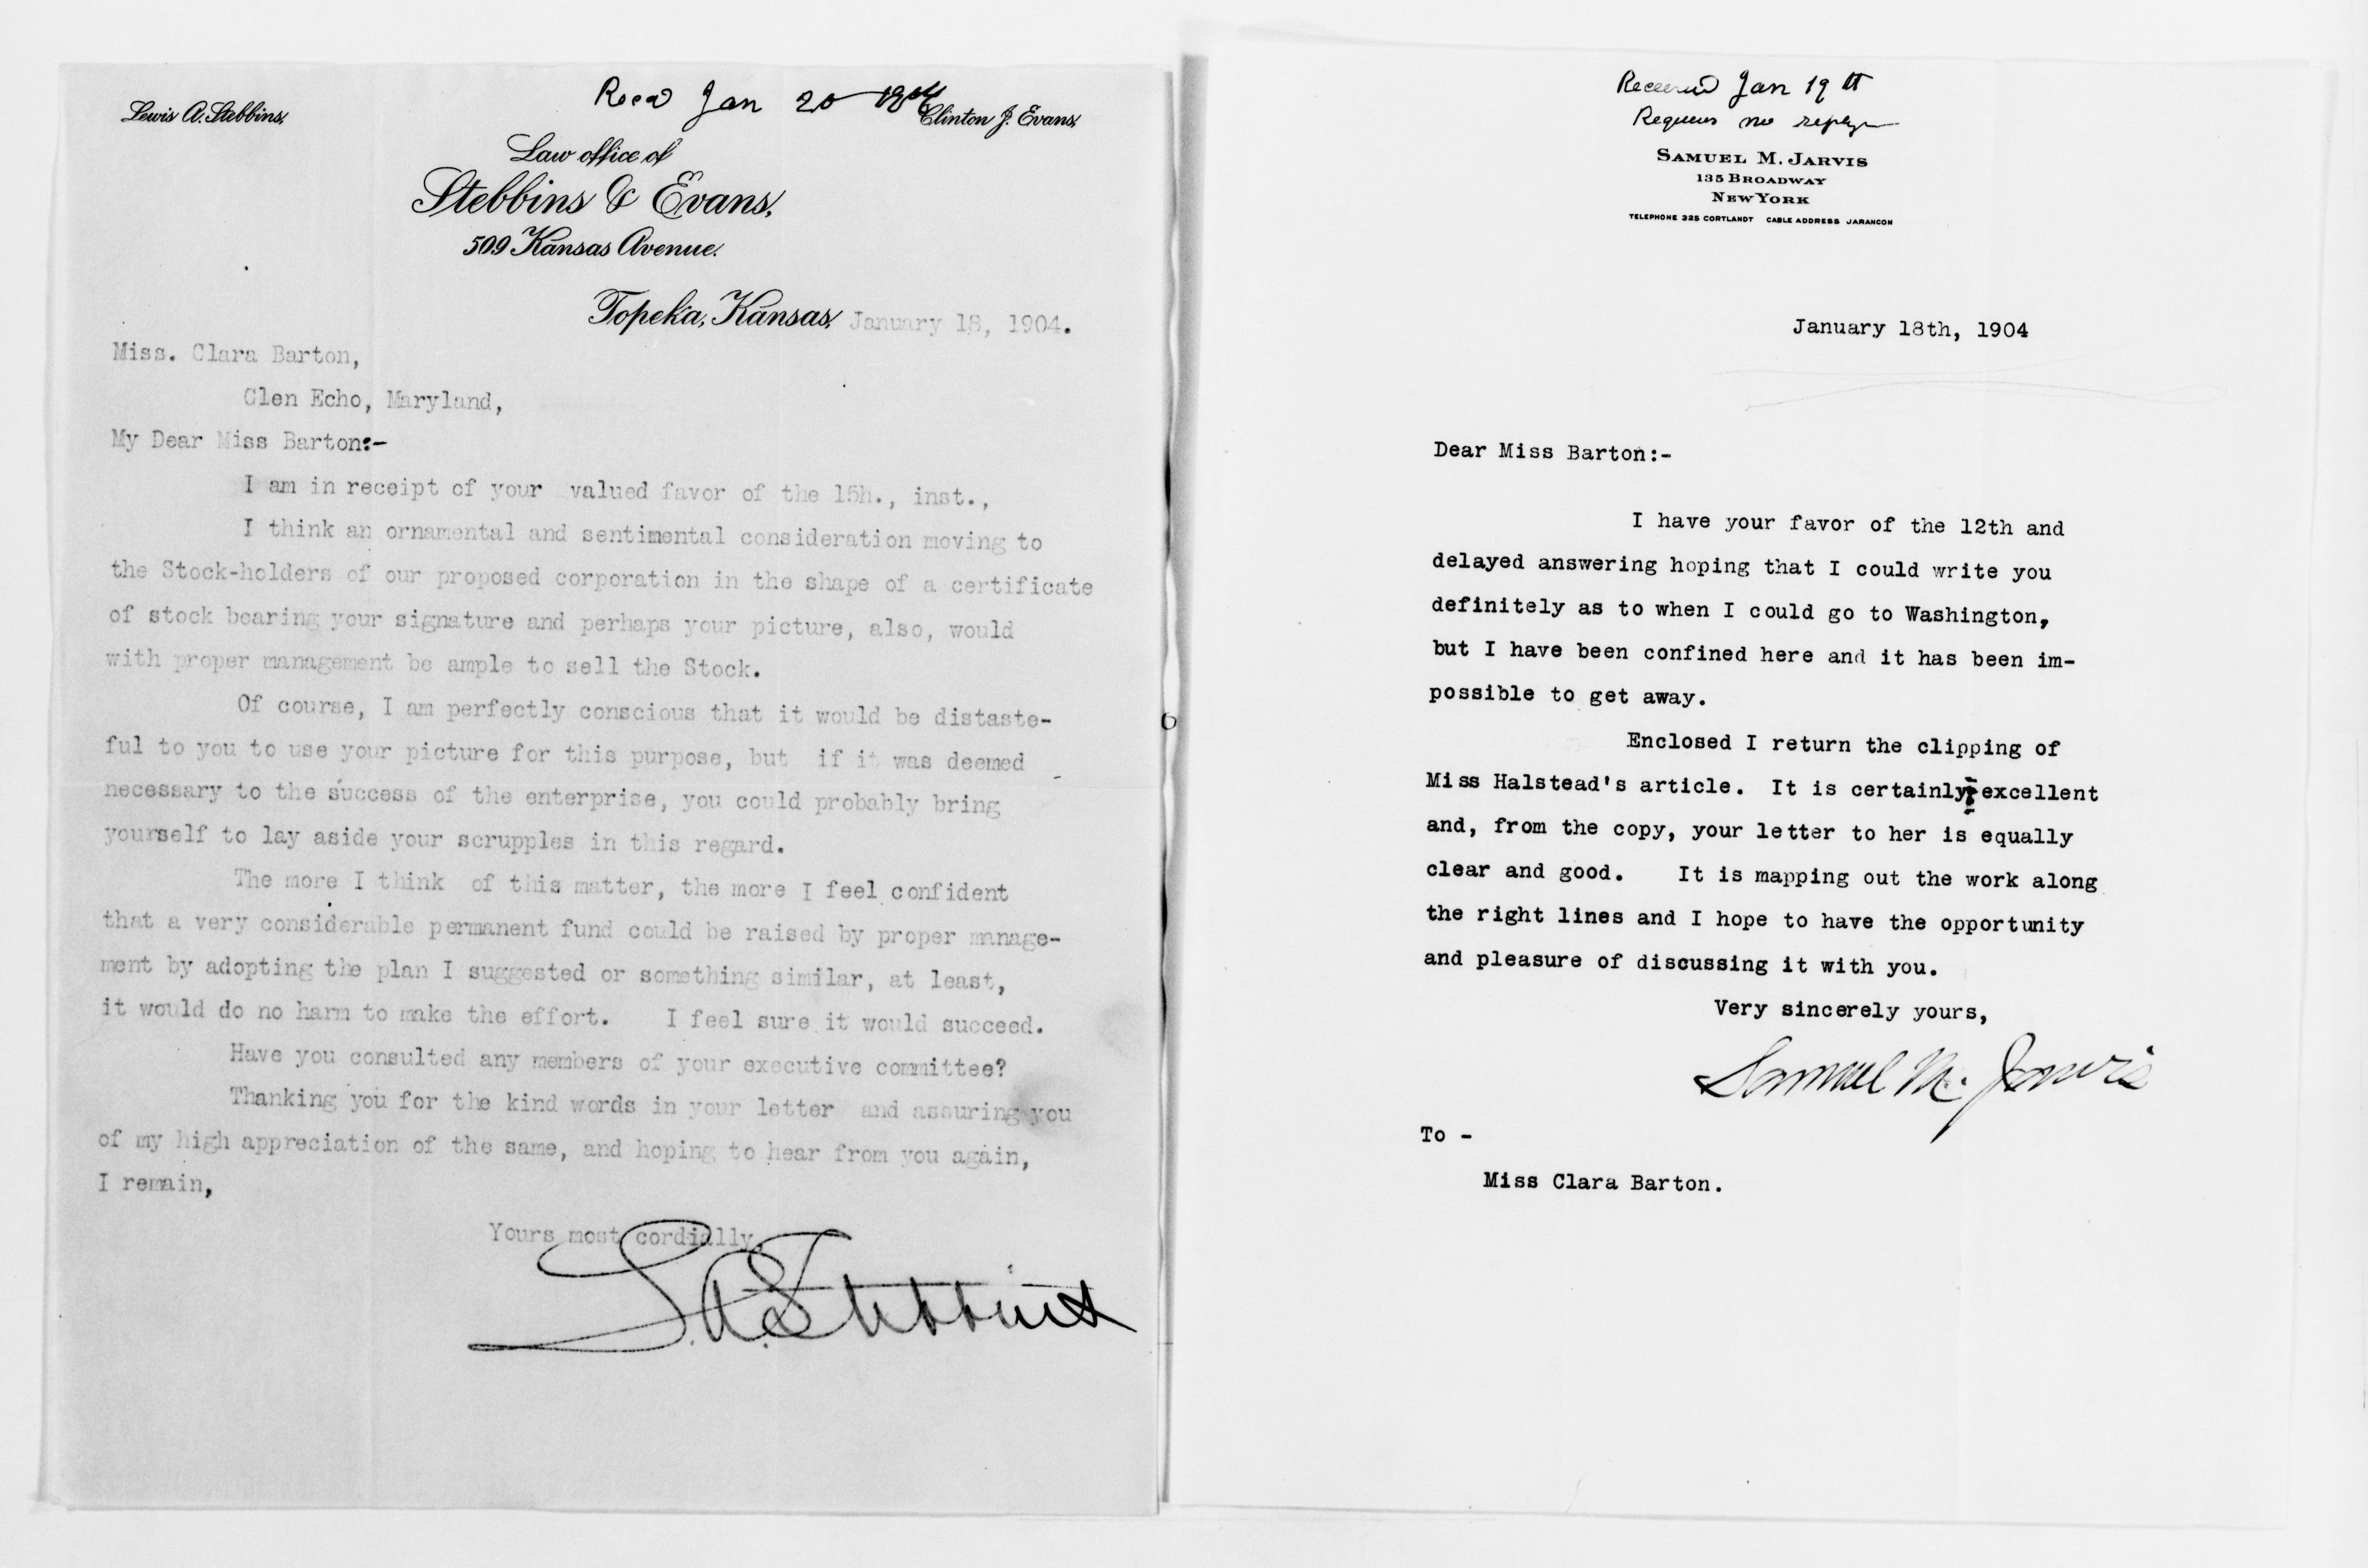 Recd Jan 20 1904
Lewis A. Stebbins. Clinton J. Evans.
Law office of
Stebbins & Evans,
509 Kansas Avenue.
Topeka, Kansas, January 18, 1904.
Miss. Clara Barton,
Glen Echo, Maryland,
My Dear Miss Barton:-
I am in receipt of your valued favor of the 15h., inst.,
I think an ornamental and sentimental consideration moving to
the Stock-holders of our proposed corporation in the shape of a certificate
of stock bearing your signature and perhaps your picture, also, would
with proper management be ample to sell the Stock.
Of course, I am perfectly conscious that it would be distaste-
ful to you to use your picture for this purpose, but if it was deemed
necessary to the success of the enterprise, you could probably bring
yourself to lay aside your scrupples in this regard.
The more I think of this matter, the more I feel confident
that a very considerable permanent fund could be raised by proper manage-
ment by adopting the plan I suggested or something similar, at least,
it would do no harm to make the effort. I feel sure it would succeed.
Have you consulted any members of your executive committee?
Thanking you for the kind words in your letter and assuring you
of my high appreciation of the same, and hoping to hear from you again,
I remain,
Yours most cordially,
L. A. Stebbins
Received Jan 19th
Requires no reply
SAMUEL M. JARVIS
135 BROADWAY
NEW YORK
TELEPHONE 325 CORTLANDT CABLE ADDRESS JARANCON
January 18th, 1904
Dear Miss Barton:-
I have your favor of the 12th and
delayed answering hoping that I could write you
definitely as to when I could go to Washington,
but I have been confined here and it has been im-
possible to get away.
Enclosed I return the clipping of
Miss Halstead's article. It is certainly excellent
and, from the copy, your letter to her is equally
clear and good. It is mapping out the work along
the right lines and I hope to have the opportunity
and pleasure of discussing it with you.
Very sincerely yours,
Samuel M. Jarvis
To -
Miss Clara Barton.